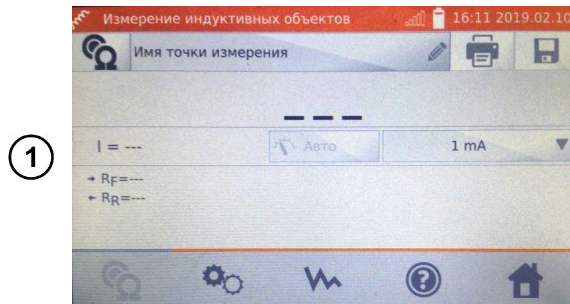 Измерение индуктивных объектов 16:11 2019.02.10
Имя точки измерения
---
I = --- Авто 1 mA
→ RF=---
← RR=---
1